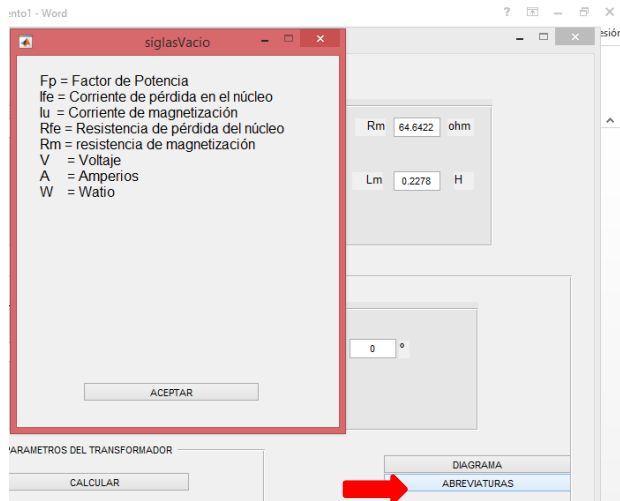 ento1 - Word
siglasVacio
esión
Fp = Factor de Potencia
Ife = Corriente de pérdida en el núcleo
Iu = Corriente de magnetización
Rfe = Resistencia de pérdida del núcleo
Rm = resistencia de magnetización
V = Voltaje
A = Amperios
W = Watio
ACEPTAR
Rm 64.6422 ohm
Lm 0.2278 H
0 º
PARAMETROS DEL TRANSFORMADOR
CALCULAR
DIAGRAMA
ABREVIATURAS